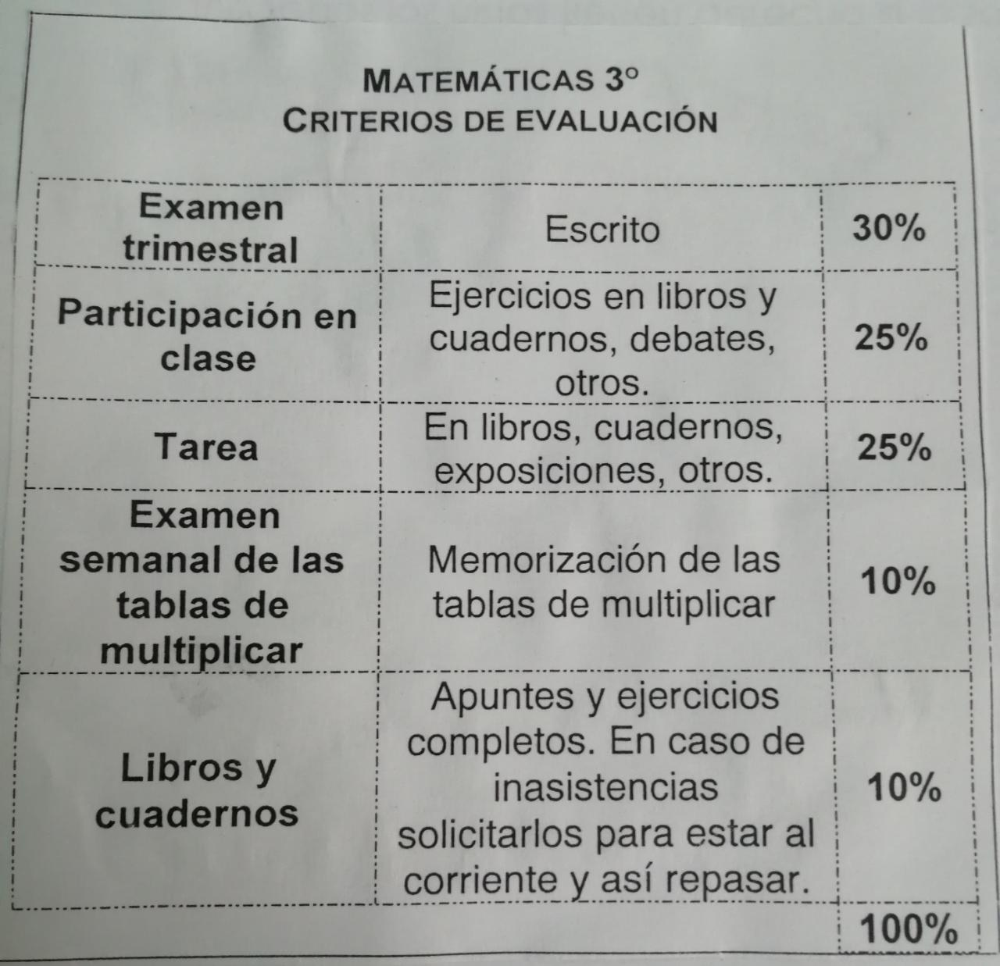 MATEMÁTICAS 3º
CRITERIOS DE EVALUACIÓN
Examen
trimestral
Escrito
30%
Participación en
clase
Ejercicios en libros y
cuadernos, debates,
otros.
25%
Tarea
En libros, cuadernos,
exposiciones, otros.
25%
Examen
semanal de las
tablas de
multiplicar
Memorización de las
tablas de multiplicar
10%
Libros y
cuadernos
Apuntes y ejercicios
completos. En caso de
inasistencias
solicitarlos para estar al
corriente y así repasar.
10%
100%